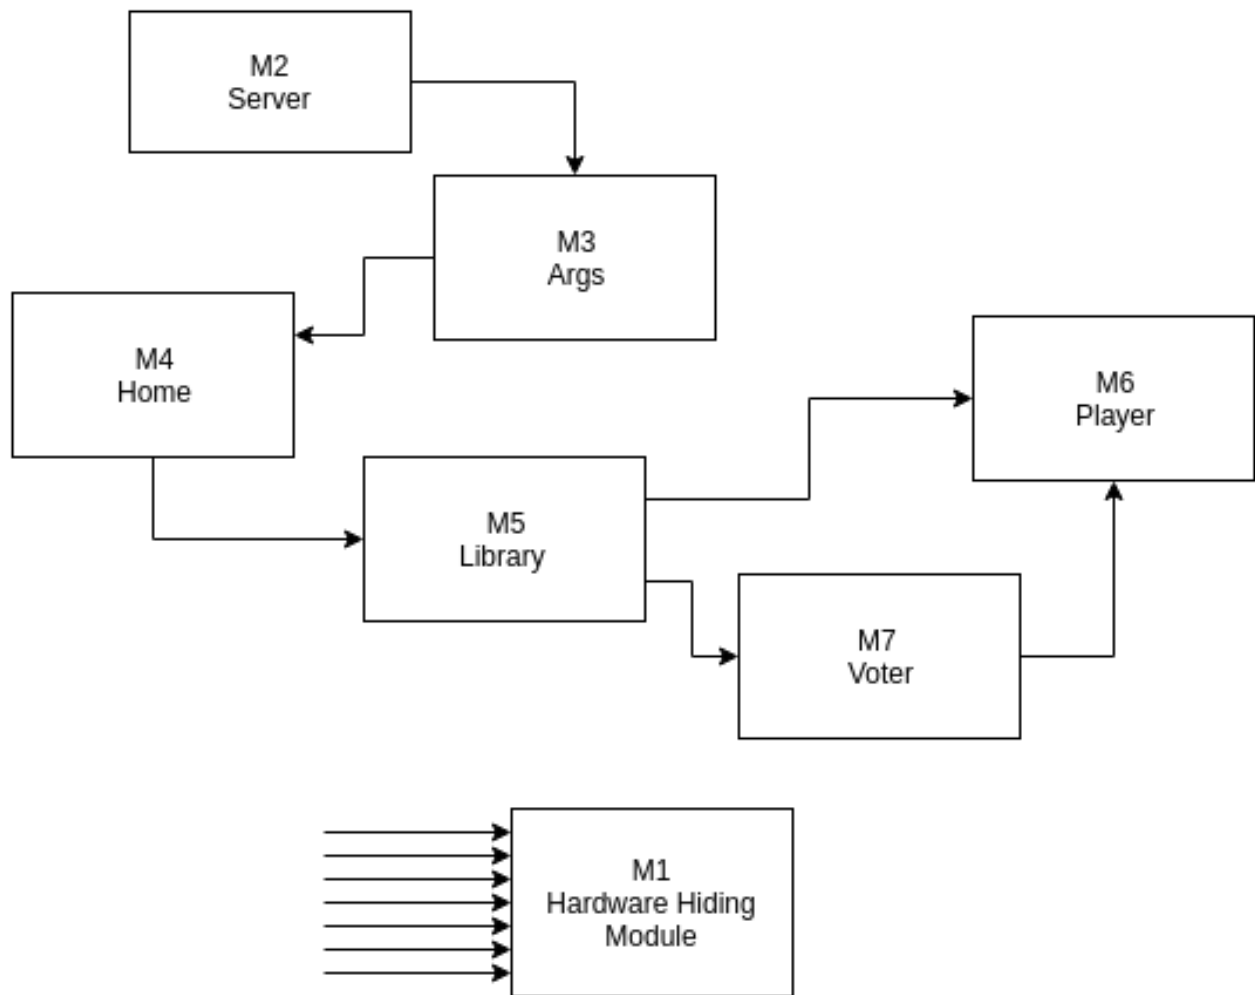 M2
Server
M3
Args
M4
Home
M6
Player
M5
Library
M7
Voter
M1
Hardware Hiding
Module